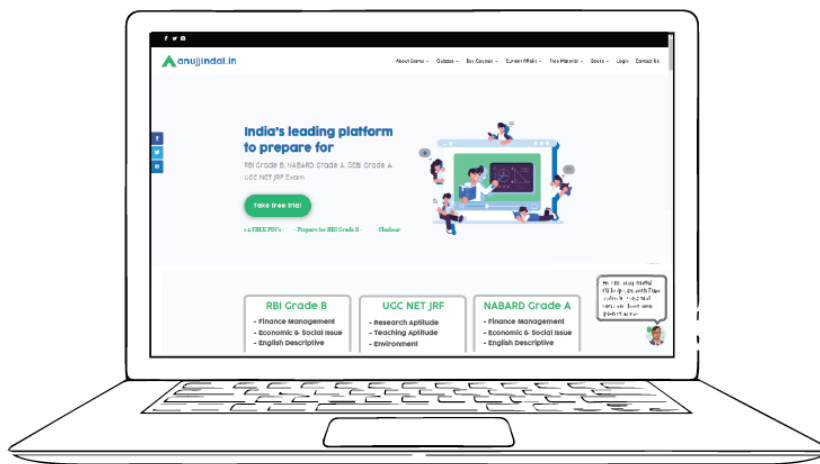 anujjindal.in
About Exams Quizzes Buy Courses Current Affairs Free Material Books Login Contact Us
India's leading platform
to prepare for
RBI Grade B, NABARD Grade A, SEBI Grade A,
UGC NET JRF Exam
Take free trial
FREE PDFs - - Prepare for RBI Grade B -
RBI Grade B
- Finance Management
- Economic & Social Issue
- English Descriptive
UGC NET JRF
- Research Aptitude
- Teaching Aptitude
- Environment
NABARD Grade A
- Finance Management
- Economic & Social Issue
- English Descriptive